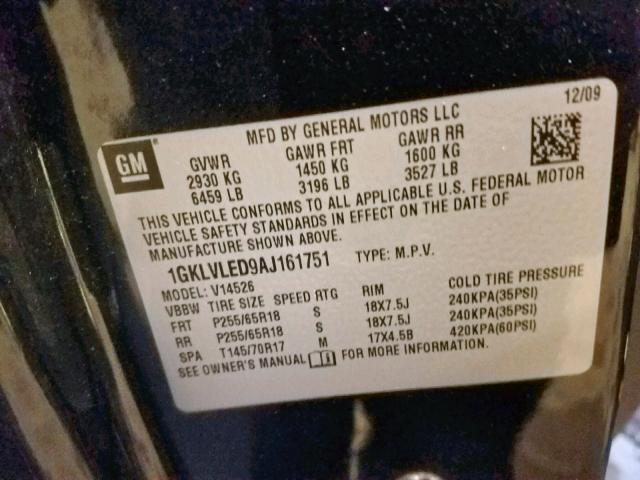 12/09
MFD BY GENERAL MOTORS LLC
GM
GVWR GAWR FRT GAWR RR
2930 KG 1450 KG 1600 KG
6459 LB 3196 LB 3527 LB
THIS VEHICLE CONFORMS TO ALL APPLICABLE U.S. FEDERAL MOTOR
VEHICLE SAFETY STANDARDS IN EFFECT ON THE DATE OF
MANUFACTURE SHOWN ABOVE.
1GKLVLED9AJ161751 TYPE: M.P.V.
MODEL: V14526
VBBW TIRE SIZE SPEED RTG RIM COLD TIRE PRESSURE
FRT P255/65R18 S 18X7.5J 240KPA(35PSI)
RR P255/65R18 S 18X7.5J 240KPA(35PSI)
SPA T145/70R17 M 17X4.5B 420KPA(60PSI)
SEE OWNER'S MANUAL FOR MORE INFORMATION.